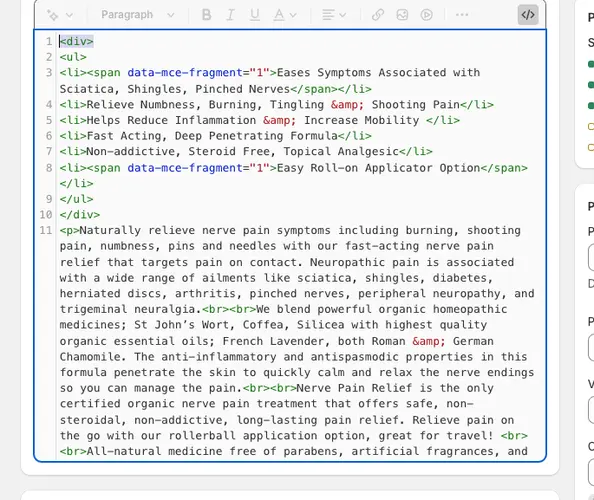 Paragraph B I U A ··· </>
1 <div>
2 <ul>
3 <li><span data-mce-fragment="1">Eases Symptoms Associated with
Sciatica, Shingles, Pinched Nerves</span></li>
4 <li>Relieve Numbness, Burning, Tingling &amp; Shooting Pain</li>
5 <li>Helps Reduce Inflammation &amp; Increase Mobility </li>
6 <li>Fast Acting, Deep Penetrating Formula</li>
7 <li>Non-addictive, Steroid Free, Topical Analgesic</li>
8 <li><span data-mce-fragment="1">Easy Roll-on Applicator Option</span>
</li>
9 </ul>
10 </div>
11 <p>Naturally relieve nerve pain symptoms including burning, shooting
pain, numbness, pins and needles with our fast-acting nerve pain
relief that targets pain on contact. Neuropathic pain is associated
with a wide range of ailments like sciatica, shingles, diabetes,
herniated discs, arthritis, pinched nerves, peripheral neuropathy, and
trigeminal neuralgia.<br><br>We blend powerful organic homeopathic
medicines; St John’s Wort, Coffea, Silicea with highest quality
organic essential oils; French Lavender, both Roman &amp; German
Chamomile. The anti-inflammatory and antispasmodic properties in this
formula penetrate the skin to quickly calm and relax the nerve endings
so you can manage the pain.<br><br>Nerve Pain Relief is the only
certified organic nerve pain treatment that offers safe, non-
steroidal, non-addictive, long-lasting pain relief. Relieve pain on
the go with our rollerball application option, great for travel! <br>
<br>All-natural medicine free of parabens, artificial fragrances, and